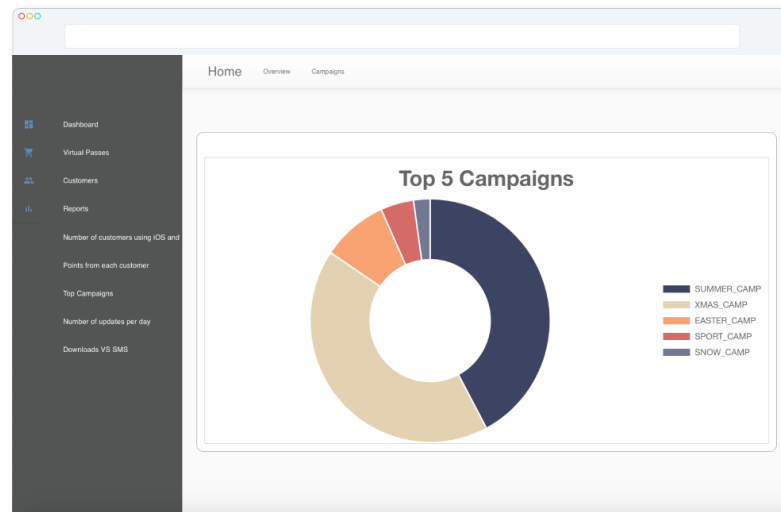 Home
Overview
Campaigns
Dashboard
Virtual Passes
Customers
Reports
Number of customers using iOS and
Points from each customer
Top Campaigns
Number of updates per day
Downloads VS SMS
Top 5 Campaigns
SUMMER_CAMP
XMAS_CAMP
EASTER_CAMP
SPORT_CAMP
SNOW_CAMP